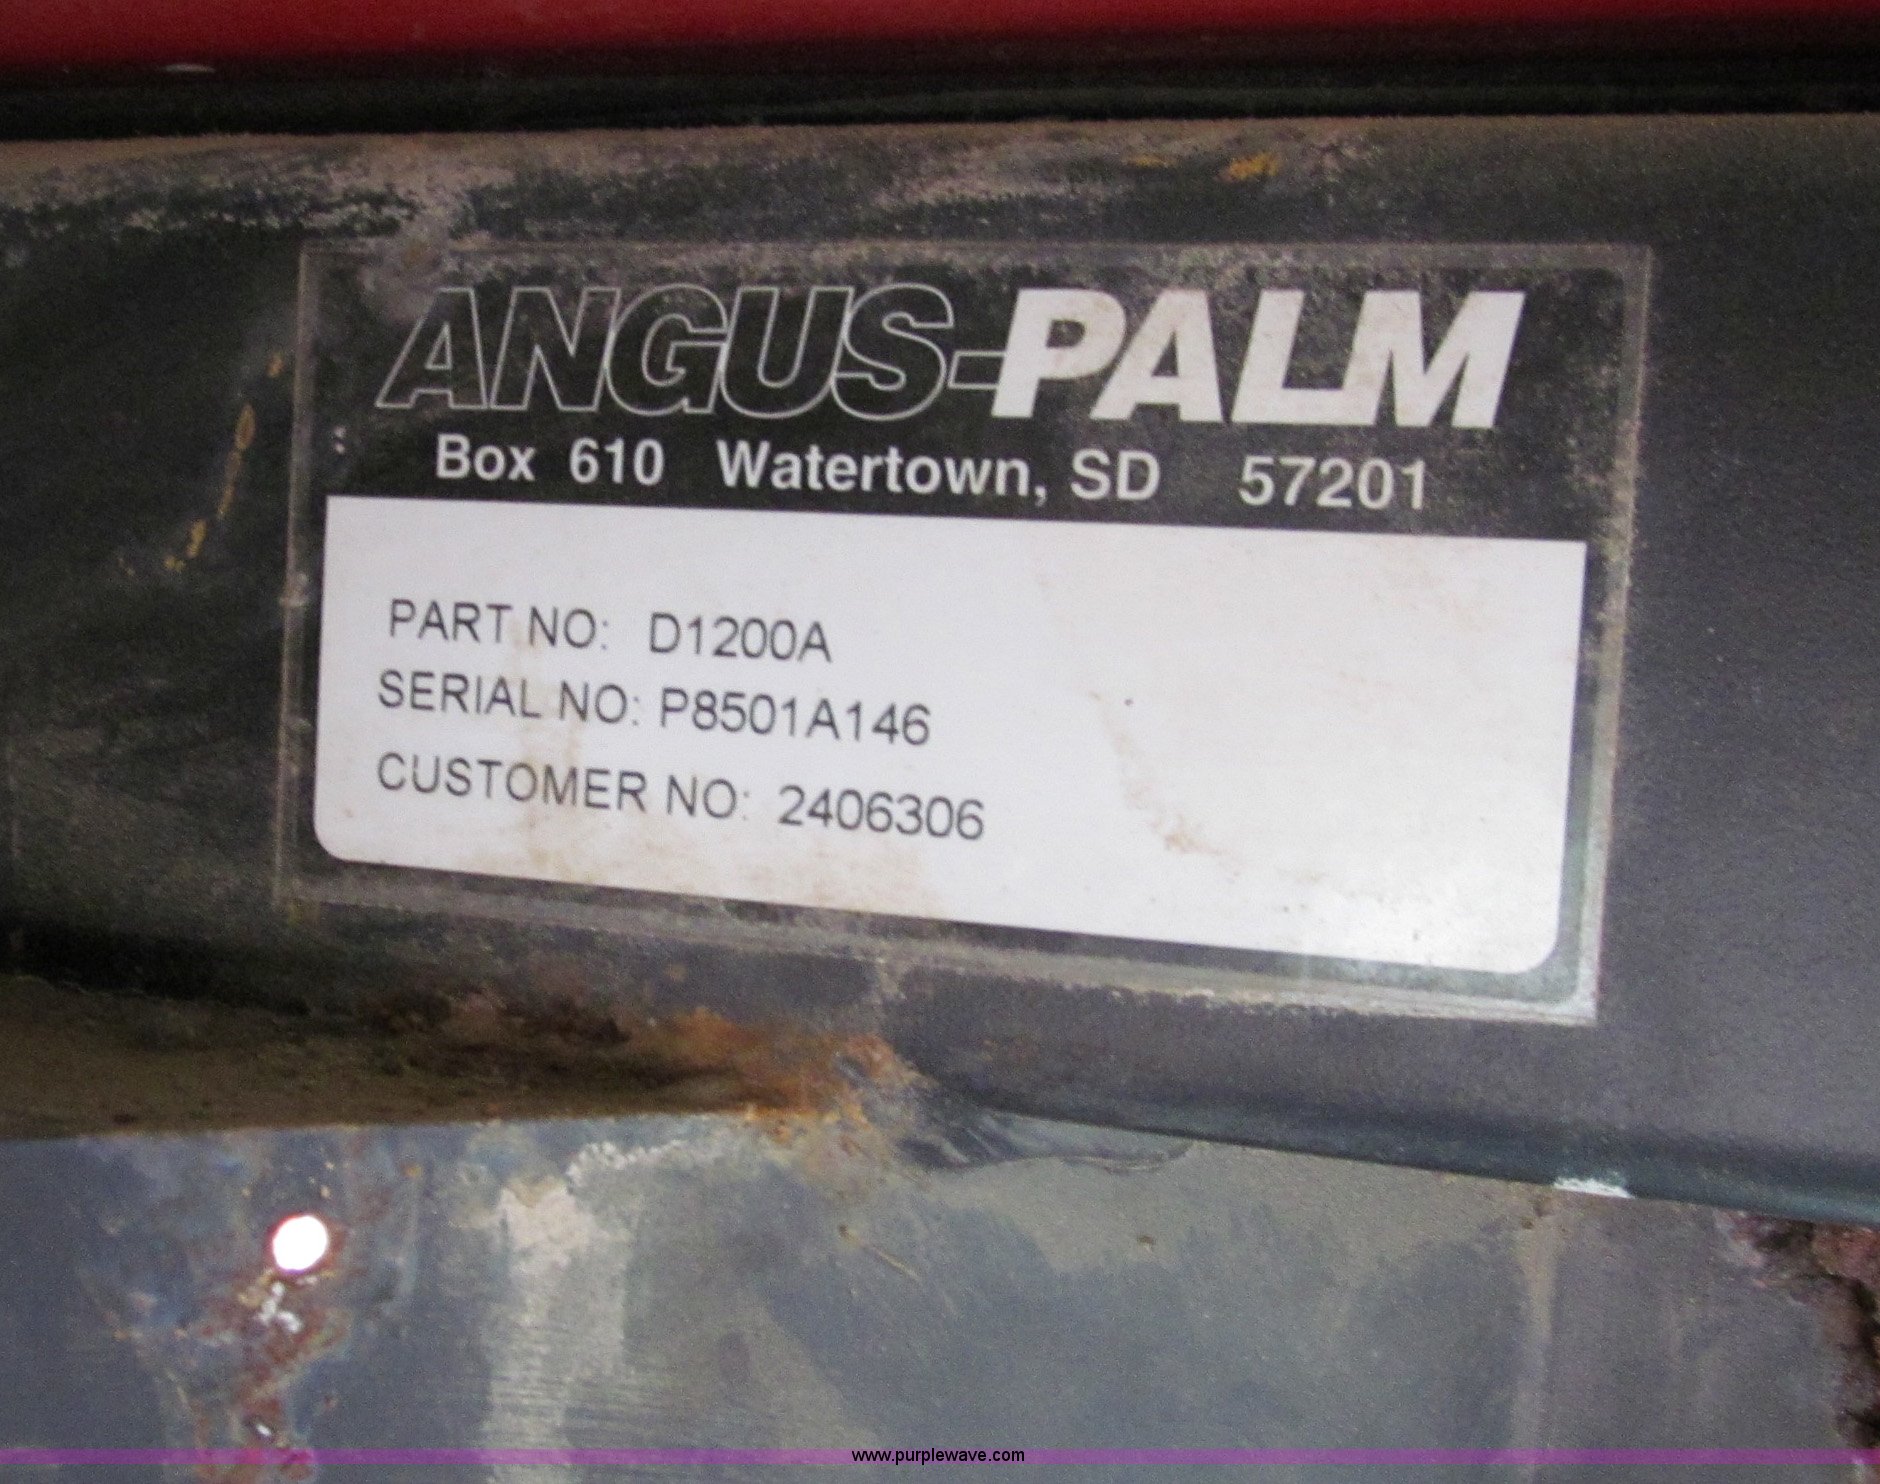 ANGUS-PALM
Box 610 Watertown, SD 57201
PART NO: D1200A
SERIAL NO: P8501A146
CUSTOMER NO: 2406306
www.purplewave.com